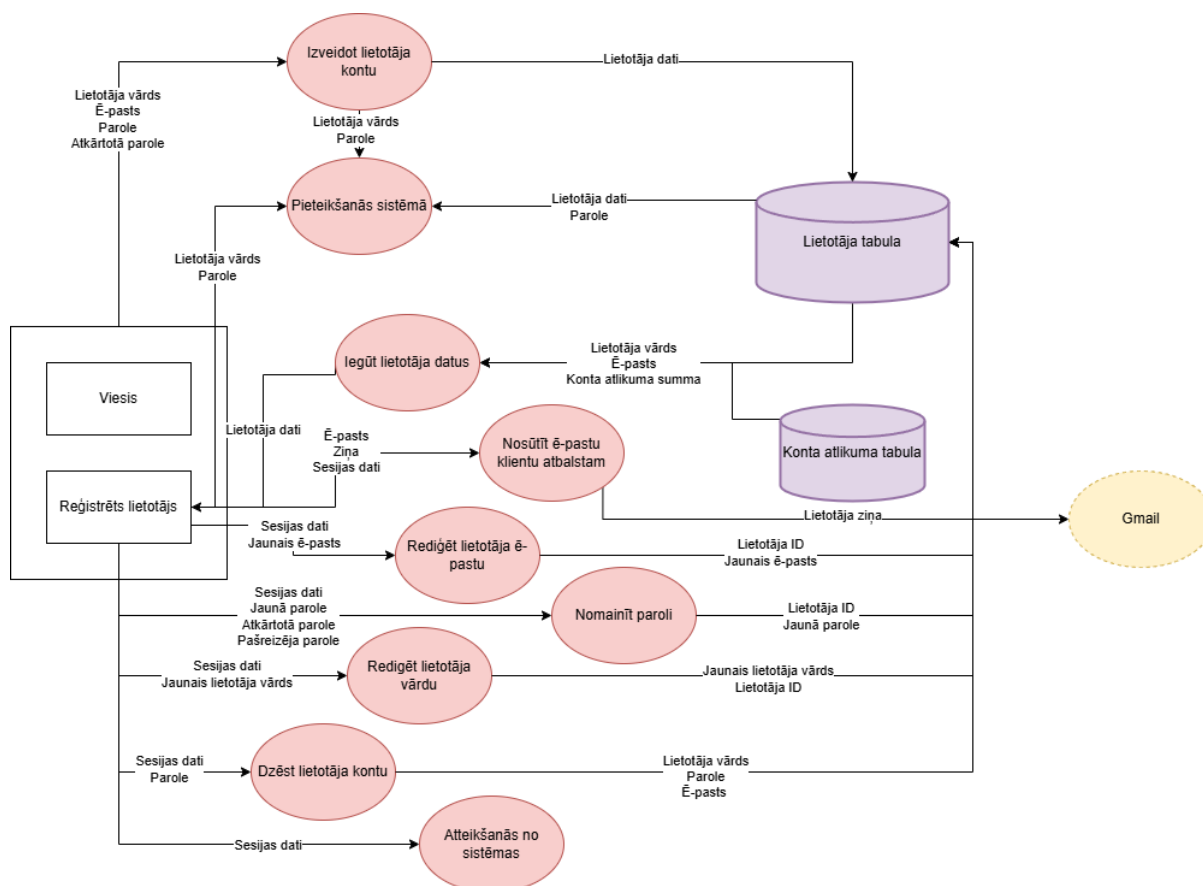 Izveidot lietotāja
kontu
Lietotāja dati
Lietotāja vārds
Ē-pasts
Parole
Atkārtotā parole
Lietotāja vārds
Parole
Pieteikšanās sistēmā
Lietotāja dati
Parole
Lietotāja tabula
Lietotāja vārds
Parole
Viesis
Iegūt lietotāja datus
Lietotāja vārds
Ē-pasts
Konta atlikuma summa
Lietotāja dati
Ē-pasts
Ziņa
Sesijas dati
Nosūtīt ē-pastu
klientu atbalstam
Konta atlikuma tabula
Reģistrēts lietotājs
Lietotāja ziņa
Gmail
Sesijas dati
Jaunais ē-pasts
Rediģēt lietotāja ē-
pastu
Lietotāja ID
Jaunais ē-pasts
Sesijas dati
Jaunā parole
Atkārtotā parole
Pašreizēja parole
Nomainīt paroli
Lietotāja ID
Jaunā parole
Sesijas dati
Jaunais lietotāja vārds
Redigēt lietotāja
vārdu
Jaunais lietotāja vārds
Lietotāja ID
Sesijas dati
Parole
Dzēst lietotāja kontu
Lietotāja vārds
Parole
Ē-pasts
Sesijas dati
Atteikšanās no
sistēmas